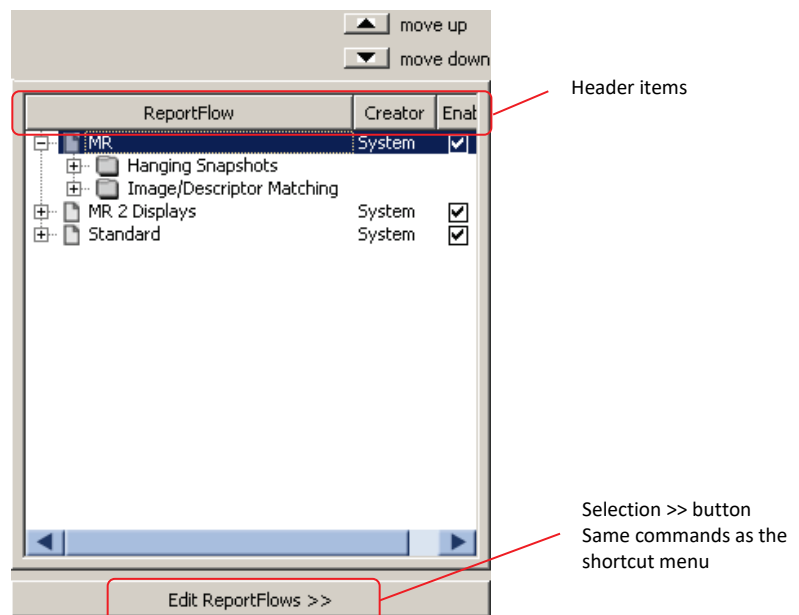 move up
move down
Header items
ReportFlow Creator Enab
MR System
Hanging Snapshots
Image/Descriptor Matching
MR 2 Displays System
Standard System
Selection >> button
Same commands as the
shortcut menu
Edit ReportFlows >>